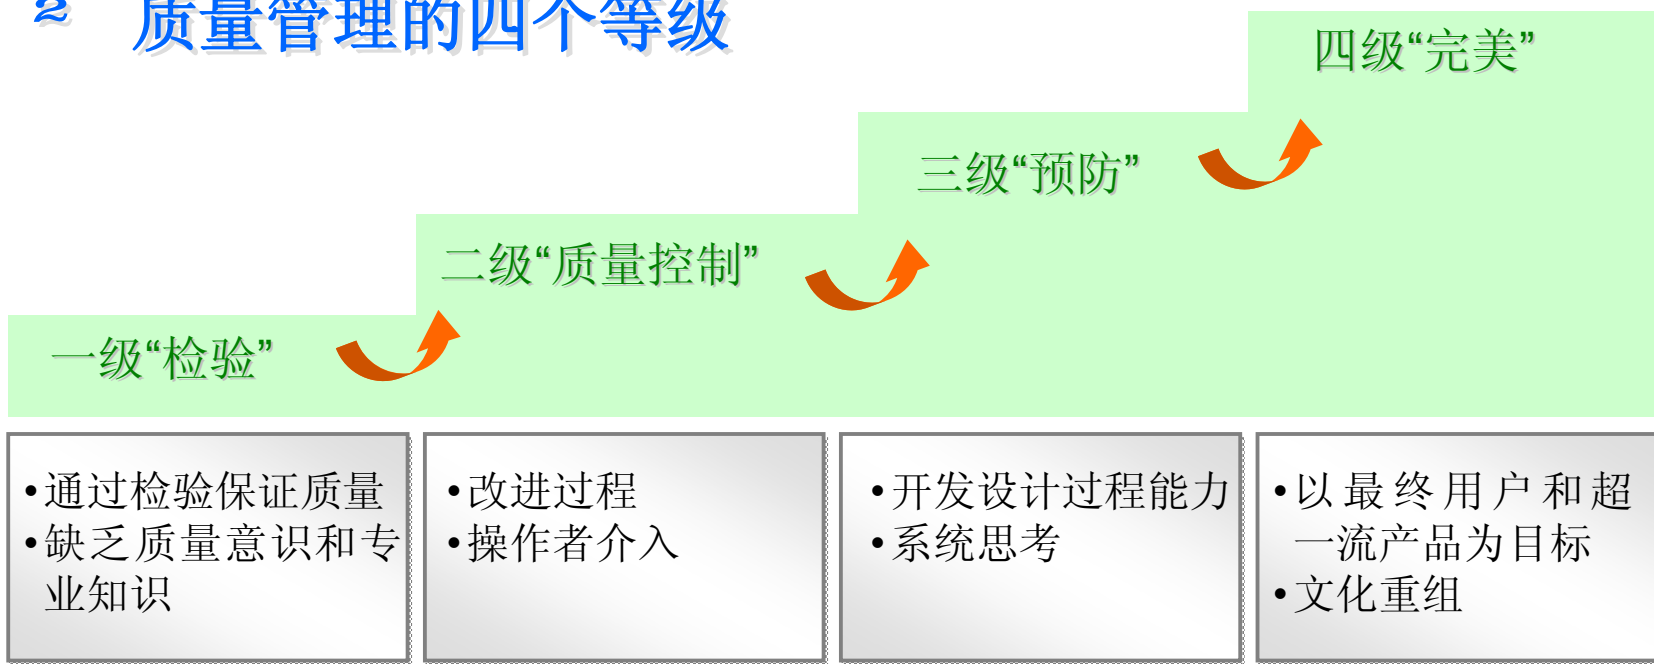 2 质量管理的四个等级
四级“完美”
三级“预防”
二级“质量控制”
一级“检验”
•通过检验保证质量
•缺乏质量意识和专
业知识
•改进过程
•操作者介入
•开发设计过程能力
•系统思考
•以最终用户和超
一流产品为目标
•文化重组